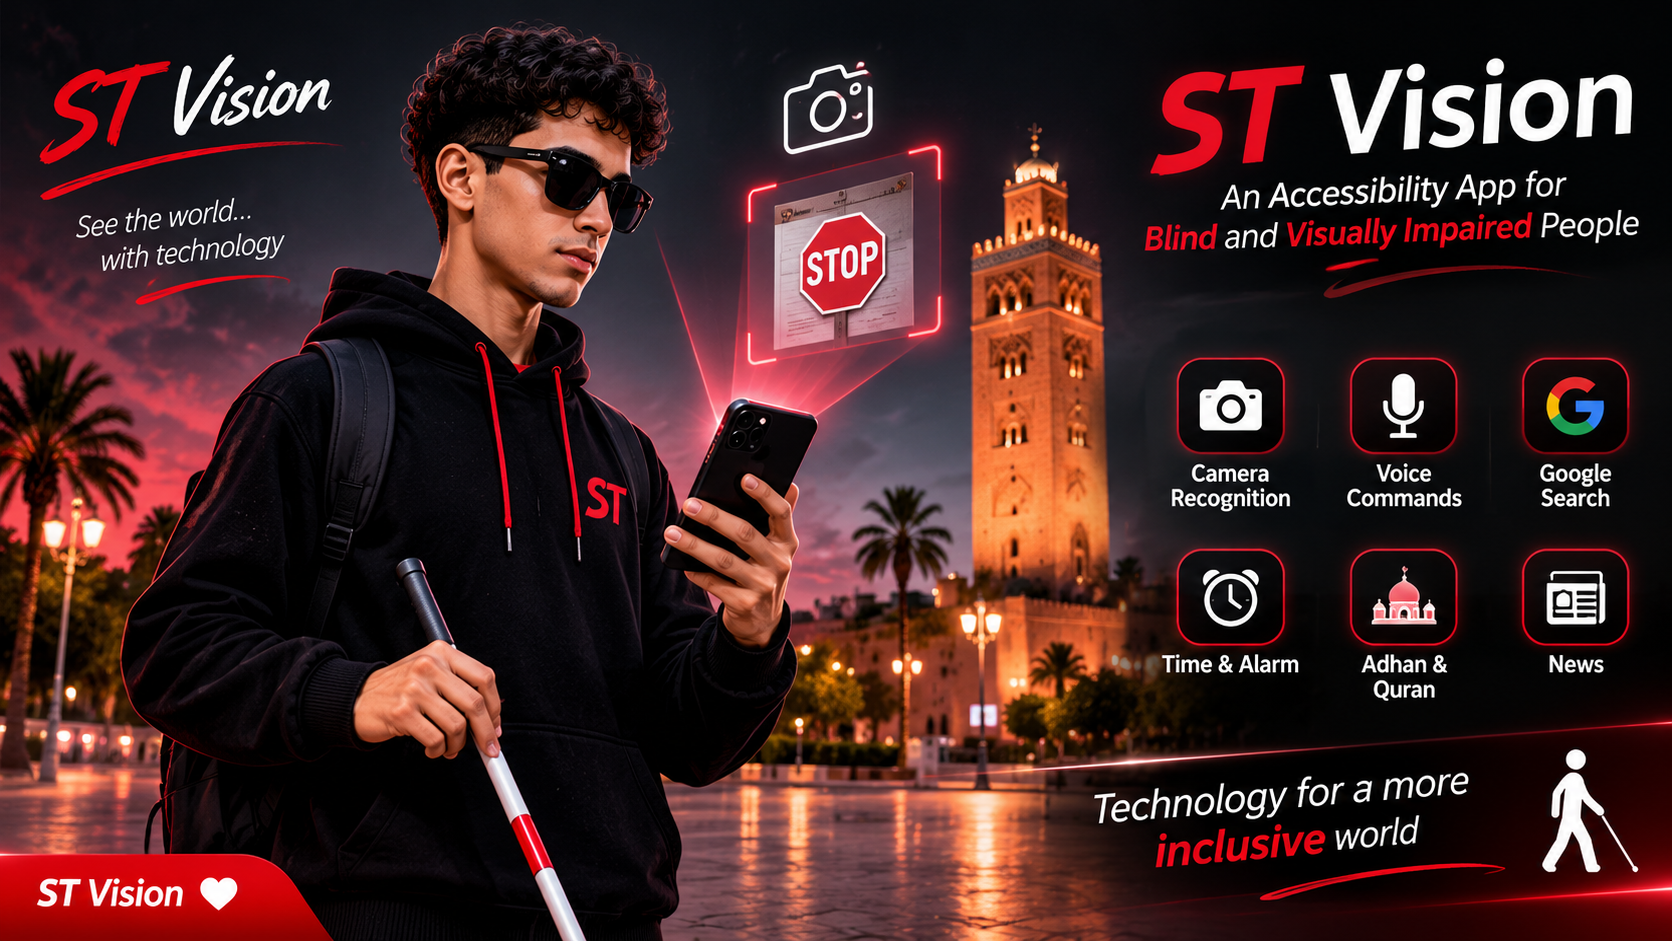 ST Vision
See the world...
with technology
STOP
ST
ST Vision
An Accessibility App for
Blind and Visually Impaired People
Camera
Recognition
Voice
Commands
Google
Search
Time & Alarm
Adhan &
Quran
News
Technology for a more
inclusive world
ST Vision